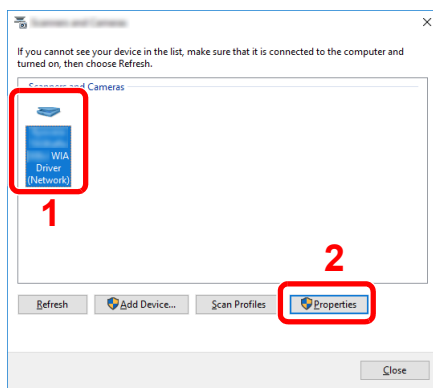 If you cannot see your device in the list, make sure that it is connected to the computer and
turned on, then choose Refresh.
Scanners and Cameras
WIA
Driver
(Network)
1
2
Refresh
Add Device...
Scan Profiles
Properties
Close